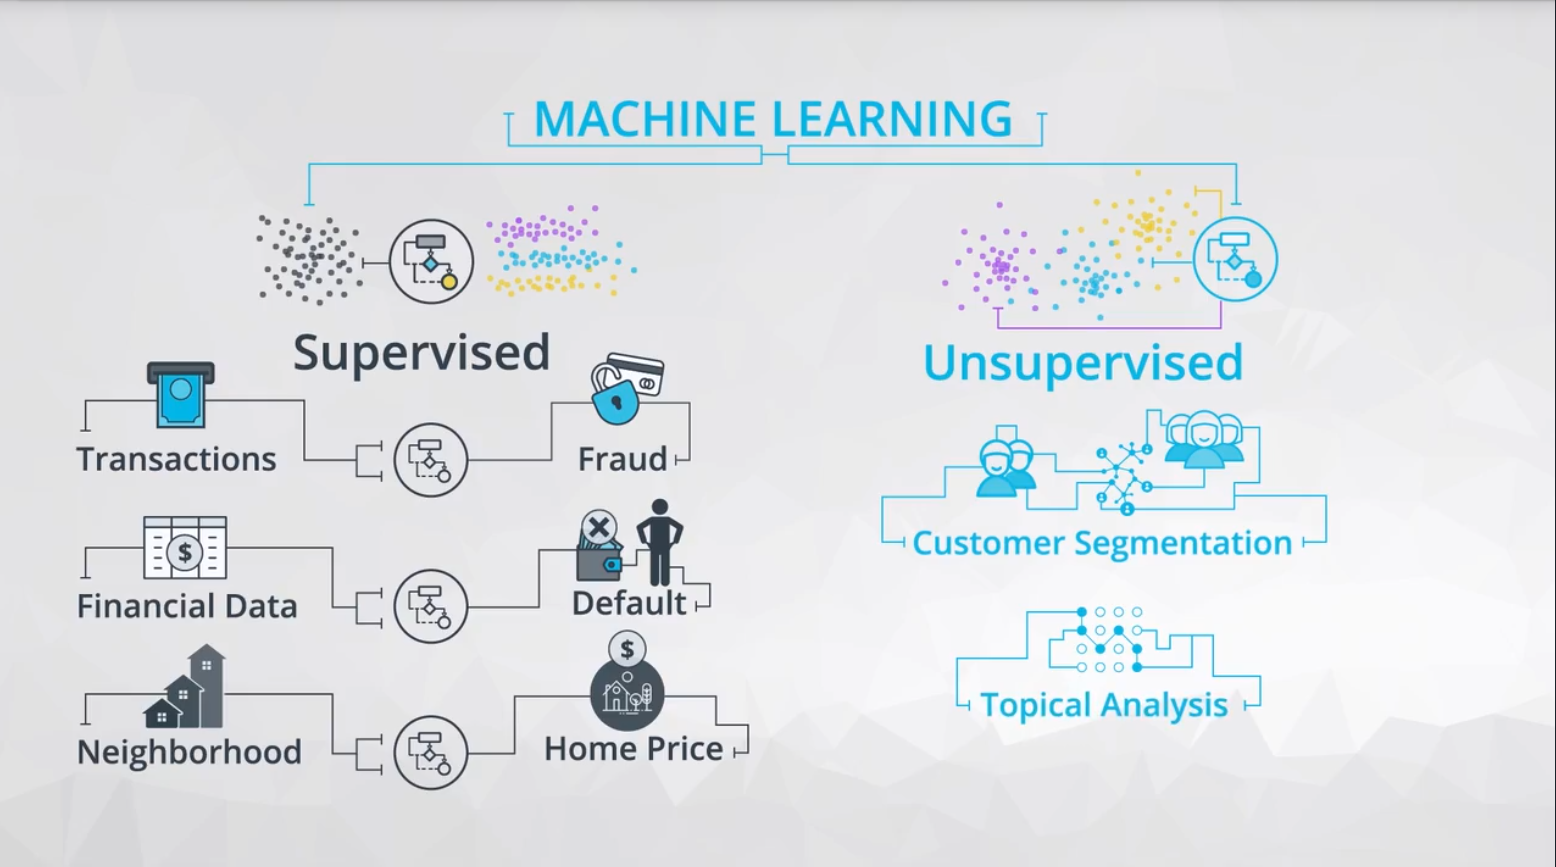 MACHINE LEARNING
Supervised
Transactions
Fraud
Financial Data
Default
Neighborhood
Home Price
Unsupervised
Customer Segmentation
Topical Analysis